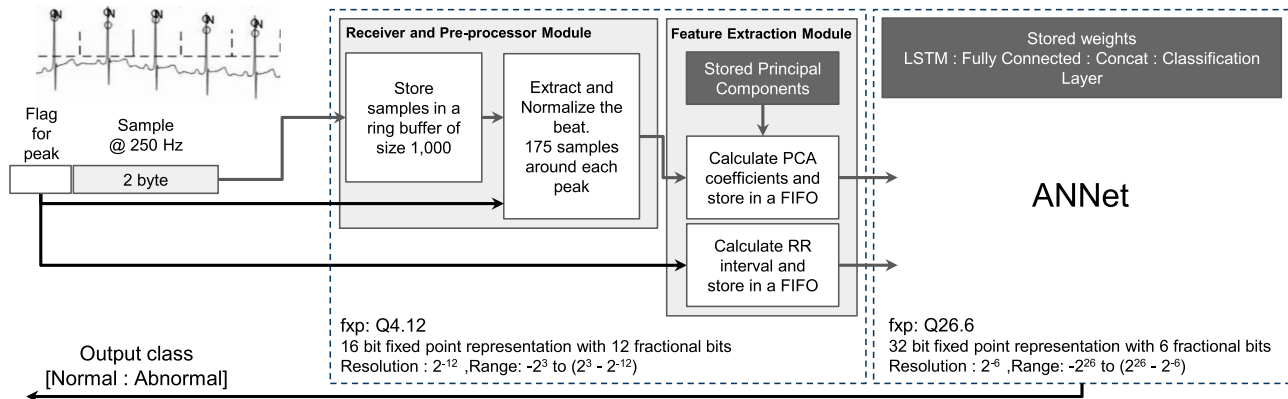 N N N N N
Flag
for
peak
Sample
@ 250 Hz
2 byte
Receiver and Pre-processor Module
Store
samples in a
ring buffer of
size 1,000
Extract and
Normalize the
beat.
175 samples
around each
peak
Feature Extraction Module
Stored Principal
Components
Calculate PCA
coefficients and
store in a FIFO
Calculate RR
interval and
store in a FIFO
fxp: Q4.12
16 bit fixed point representation with 12 fractional bits
Resolution : 2⁻¹² ,Range: -2³ to (2³ - 2⁻¹²)
Stored weights
LSTM : Fully Connected : Concat : Classification
Layer
ANNet
fxp: Q26.6
32 bit fixed point representation with 6 fractional bits
Resolution : 2⁻⁶ ,Range: -2²⁶ to (2²⁶ - 2⁻⁶)
Output class
[Normal : Abnormal]